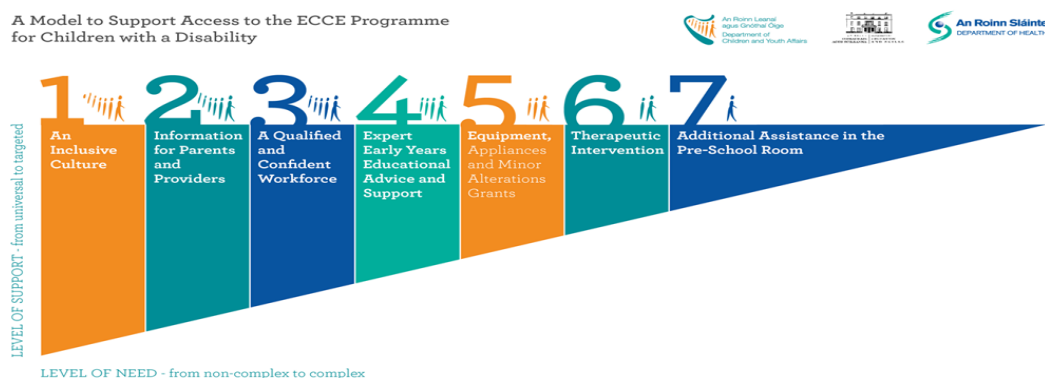 A Model to Support Access to the ECCE Programme
for Children with a Disability
An Roinn Leanaí
agus Gnóthaí Óige
Department of
Children and Youth Affairs
An Roinn Sláinte
DEPARTMENT OF HEALTH
1
An
Inclusive
Culture
2
Information
for Parents
and
Providers
3
A Qualified
and
Confident
Workforce
4
Expert
Early Years
Educational
Advice and
Support
5
Equipment,
Appliances
and Minor
Alterations
Grants
6
Therapeutic
Intervention
7
Additional Assistance in the
Pre-School Room
LEVEL OF SUPPORT - from universal to targeted
LEVEL OF NEED - from non-complex to complex